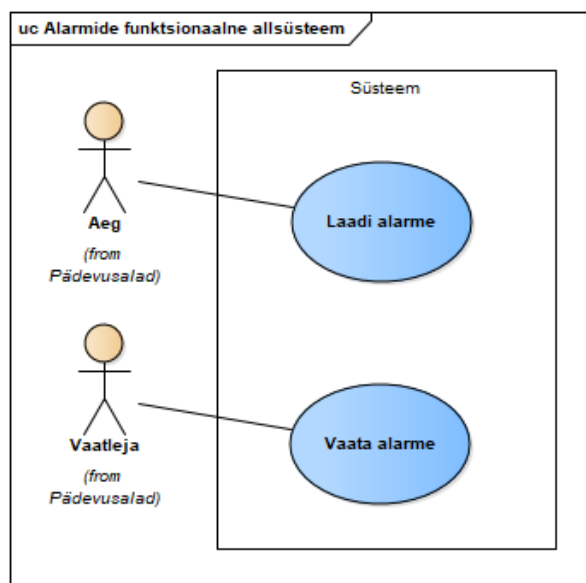 uc Alarmide funktsionaalne allsüsteem
Süsteem
Aeg
(from
Pädevusalad)
Laadi alarme
Vaatleja
(from
Pädevusalad)
Vaata alarme